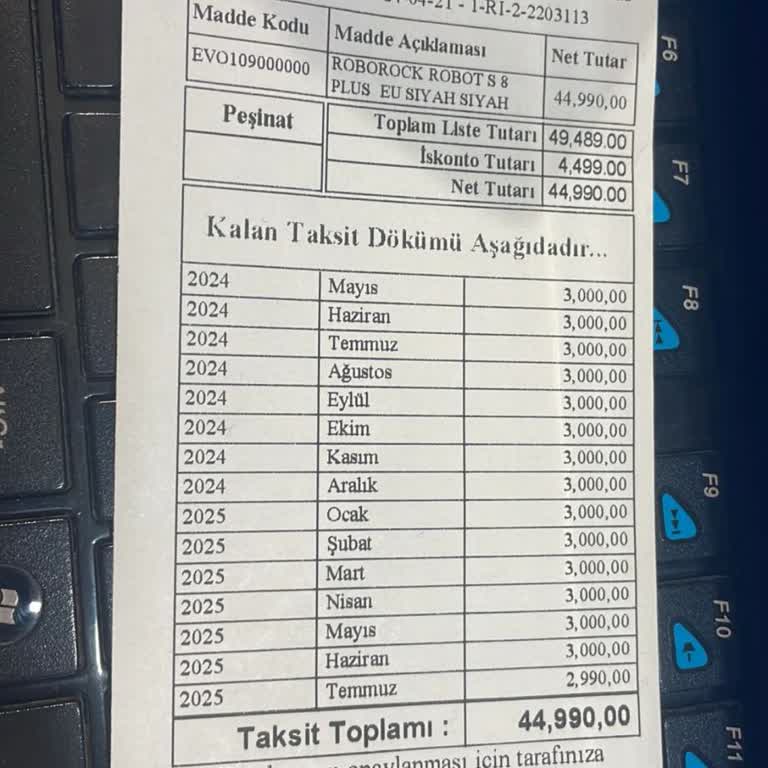 -04-21 - 1-RI-2-2203113
Madde Kodu Madde Açıklaması Net Tutar
EVO109000000 ROBOROCK ROBOT S 8 PLUS EU SIYAH SIYAH 44,990,00
Peşinat Toplam Liste Tutarı 49,489.00
İskonto Tutarı 4,499.00
Net Tutarı 44,990.00
Kalan Taksit Dökümü Aşağıdadır...
2024 Mayıs 3,000,00
2024 Haziran 3,000,00
2024 Temmuz 3,000,00
2024 Ağustos 3,000,00
2024 Eylül 3,000,00
2024 Ekim 3,000,00
2024 Kasım 3,000,00
2024 Aralık 3,000,00
2025 Ocak 3,000,00
2025 Şubat 3,000,00
2025 Mart 3,000,00
2025 Nisan 3,000,00
2025 Mayıs 3,000,00
2025 Haziran 3,000,00
2025 Temmuz 2,990,00
Taksit Toplamı : 44,990,00
için tarafınıza
F6
F7
F8
F9
F10
F11